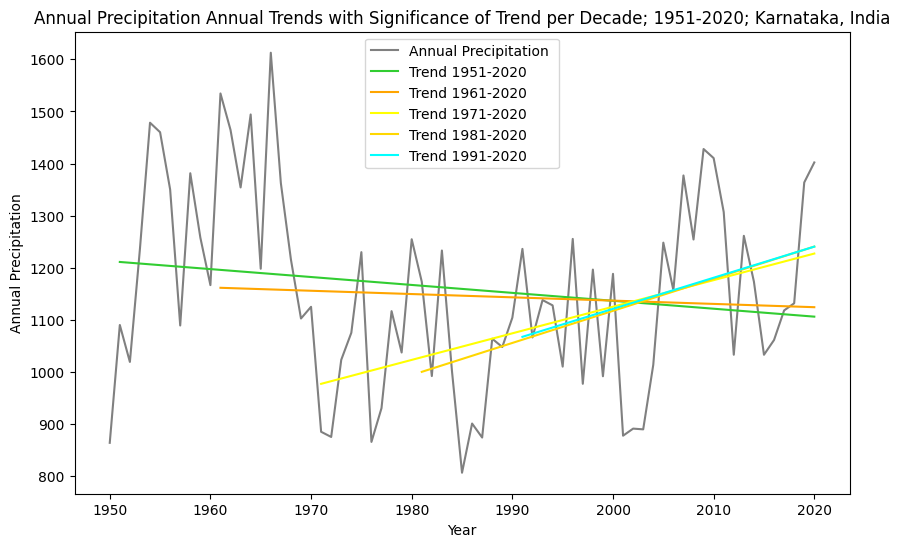 Annual Precipitation Annual Trends with Significance of Trend per Decade; 1951-2020; Karnataka, India
Annual Precipitation
Trend 1951-2020
Trend 1961-2020
Trend 1971-2020
Trend 1981-2020
Trend 1991-2020
Annual Precipitation
1600
1500
1400
1300
1200
1100
1000
900
800
1950 1960 1970 1980 1990 2000 2010 2020
Year